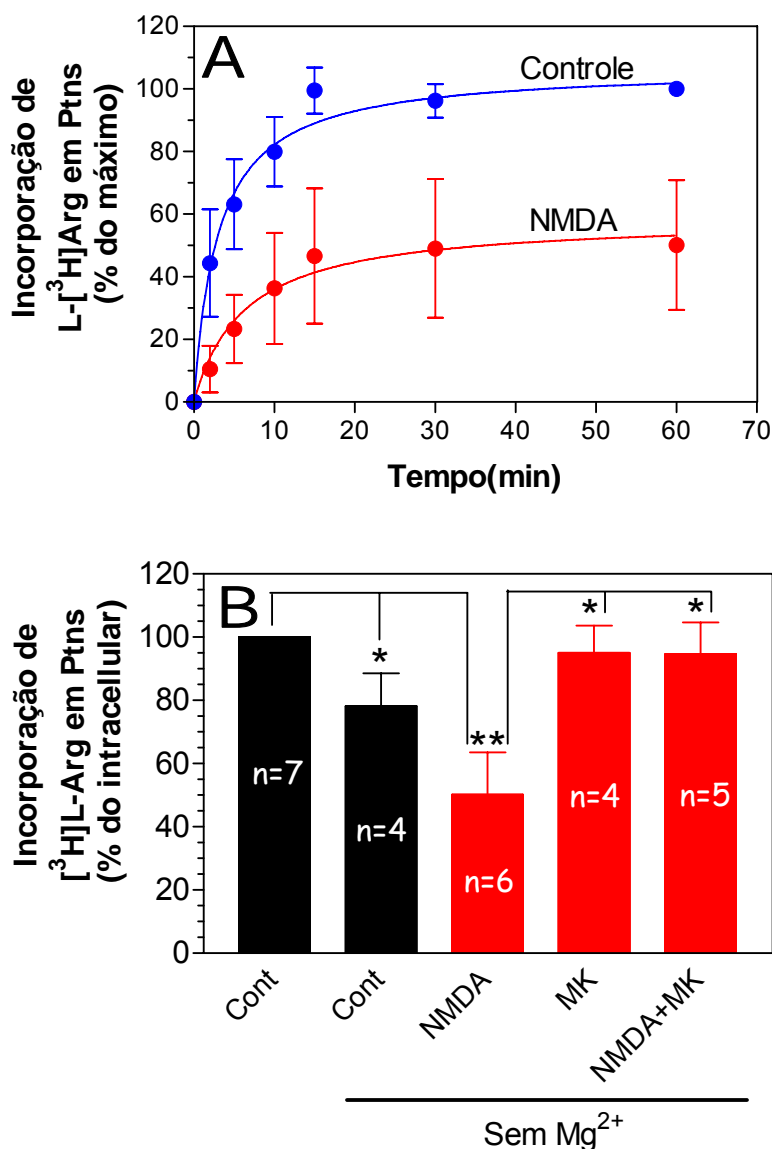 A
Incorporação de
L-[³H]Arg em Ptns
(% do máximo)
120
100
80
60
40
20
0
Controle
NMDA
0 10 20 30 40 50 60 70
Tempo(min)
B
Incorporação de
[³H]L-Arg em Ptns
(% do intracellular)
120
100
80
60
40
20
0
*
**
*
*
n=7
n=4
n=6
n=4
n=5
Cont
Cont
NMDA
MK
NMDA+MK
Sem Mg²⁺